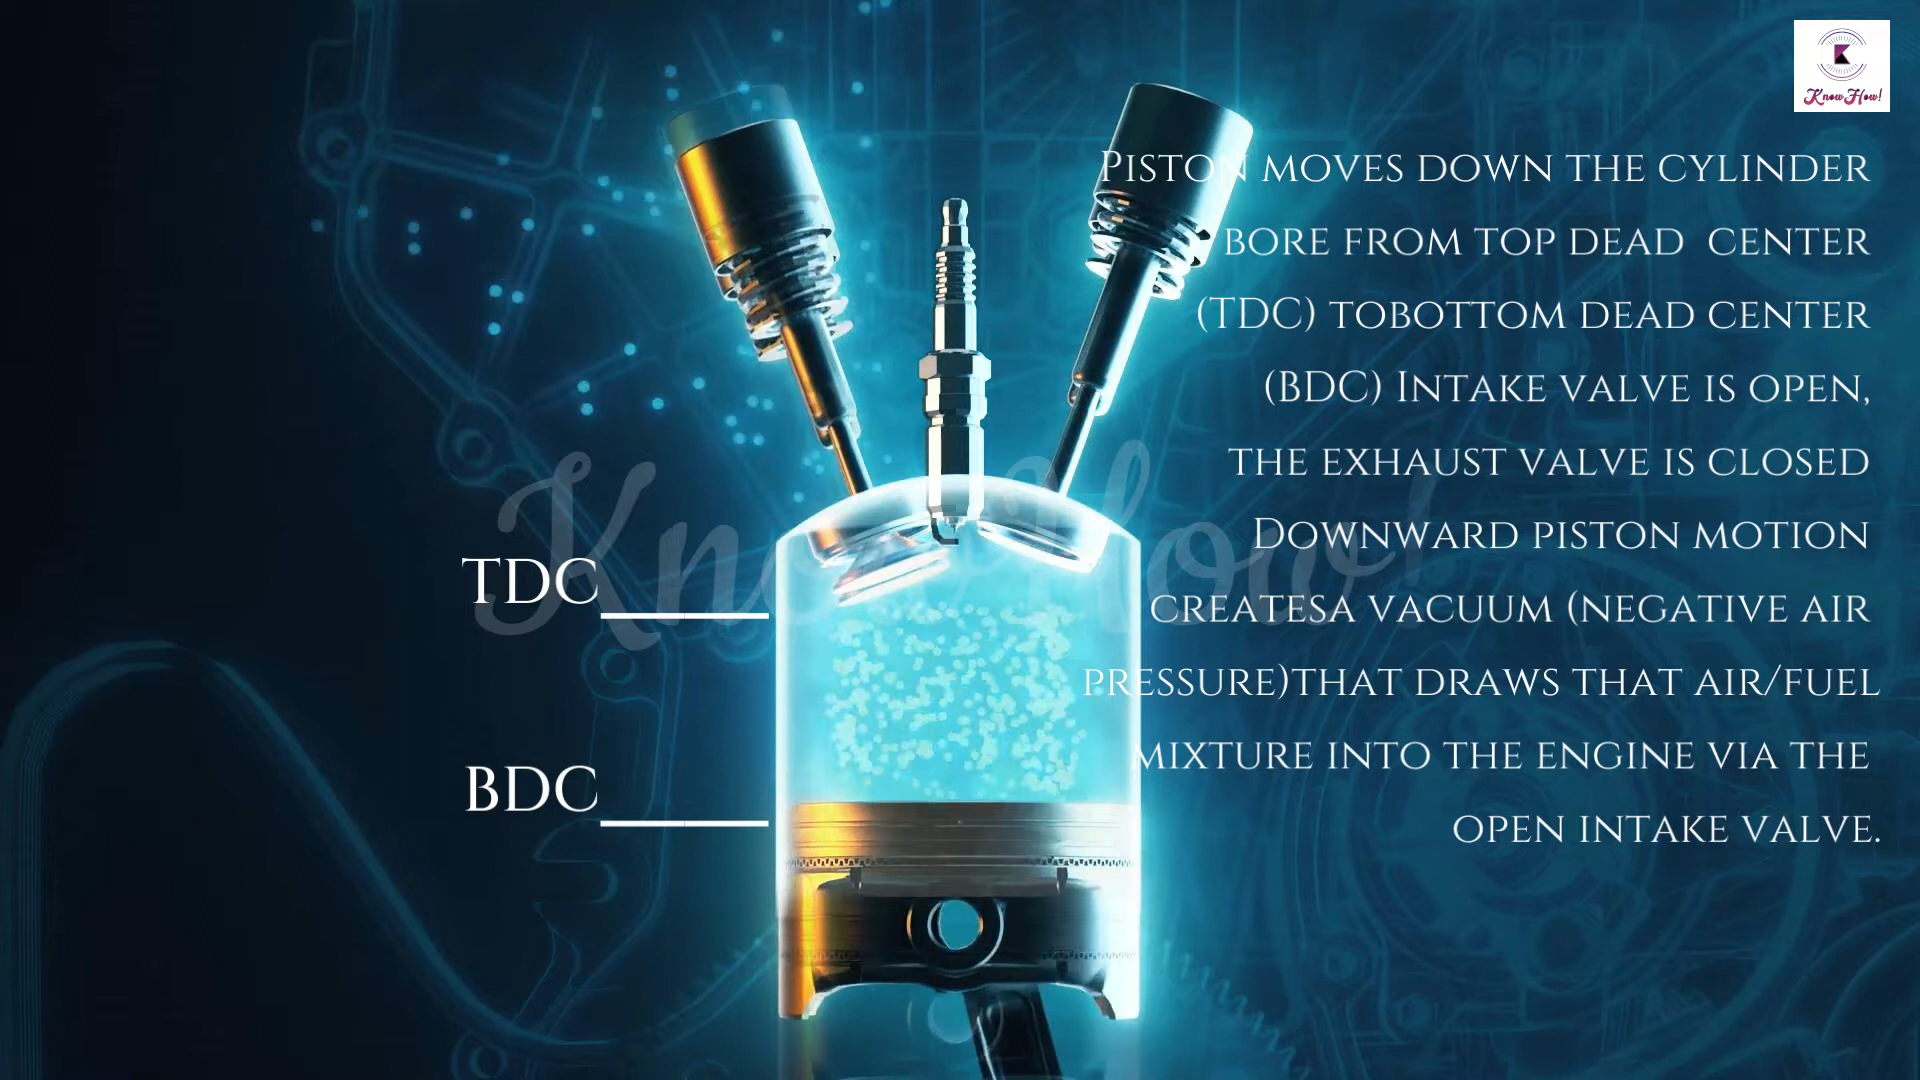 KnowHow!
Piston moves down the cylinder
bore from top dead center
(TDC) tobottom dead center
(BDC) Intake valve is open,
the exhaust valve is closed
Downward piston motion
createsa vacuum (negative air
pressure)that draws that air/fuel
mixture into the engine via the
open intake valve.
KnowHow!
TDC
BDC